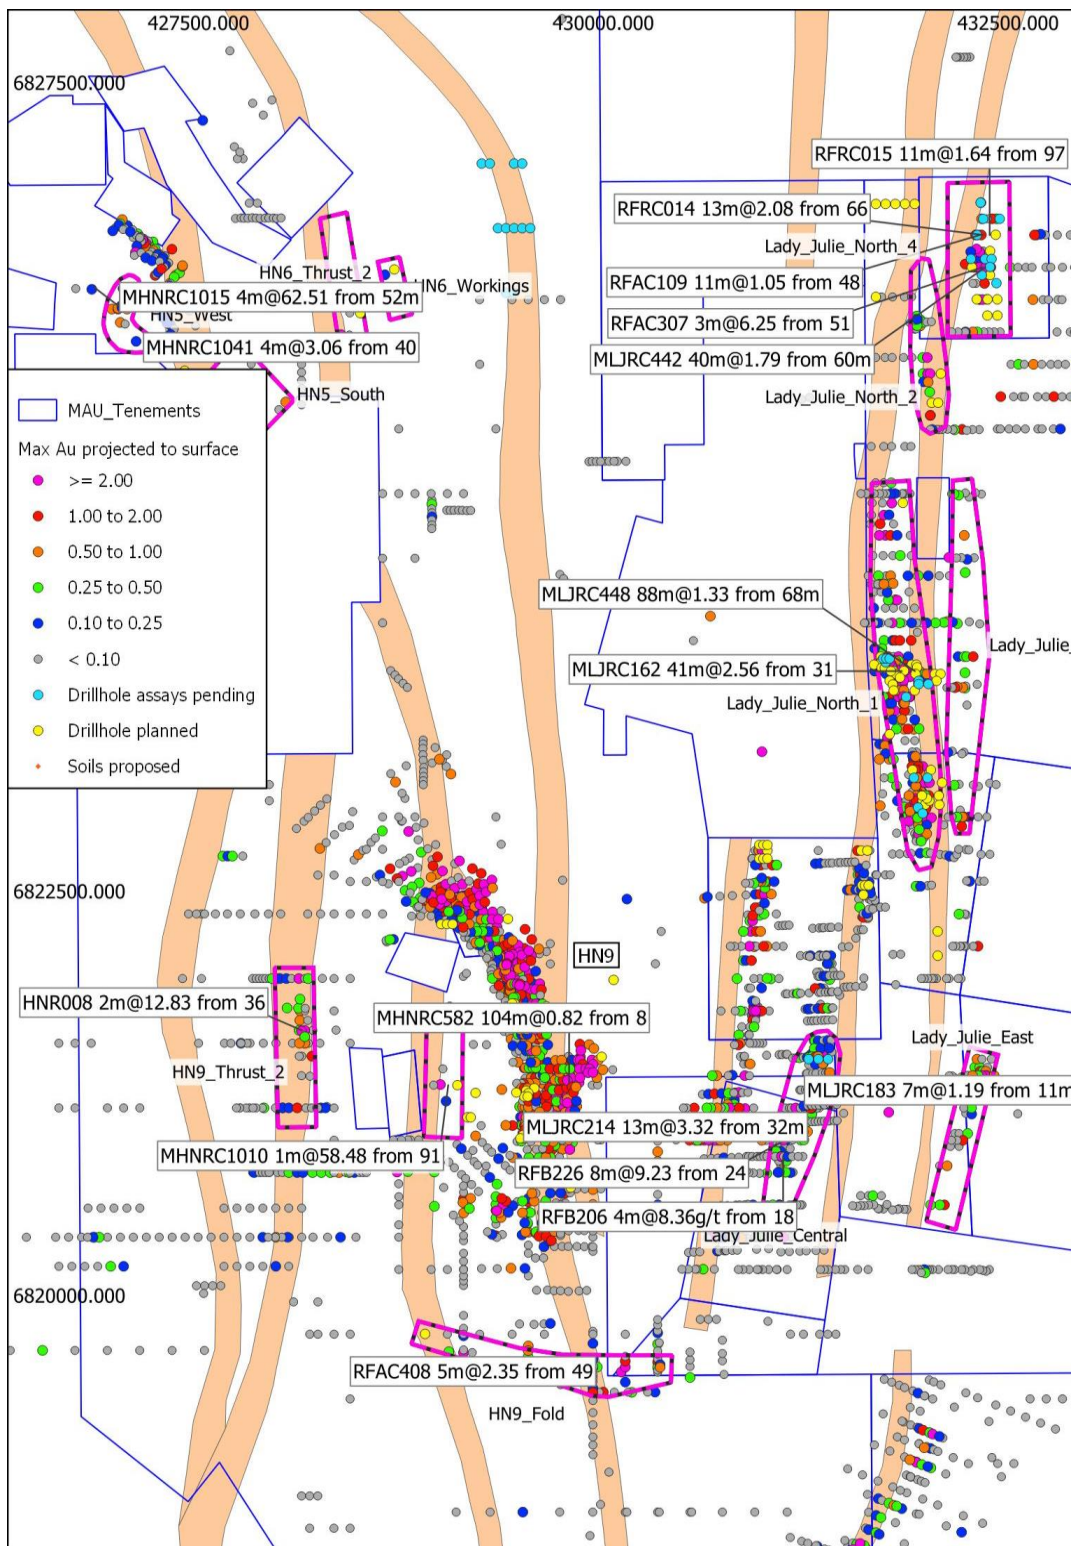 427500.000
430000.000
432500.000
6827500.000
RFRC015 11m@1.64 from 97
RFRC014 13m@2.08 from 66
Lady_Julie_North_4
HN6_Thrust_2
HN6_Workings
RFAC109 11m@1.05 from 48
MHNRC1015 4m@62.51 from 52m
HN5_West
RFAC307 3m@6.25 from 51
MHNRC1041 4m@3.06 from 40
MLJRC442 40m@1.79 from 60m
HN5_South
Lady_Julie_North_2
MAU_Tenements
Max Au projected to surface
>= 2.00
1.00 to 2.00
0.50 to 1.00
0.25 to 0.50
0.10 to 0.25
< 0.10
Drillhole assays pending
Drillhole planned
Soils proposed
MLJRC448 88m@1.33 from 68m
Lady_Julie_
MLJRC162 41m@2.56 from 31
Lady_Julie_North_1
6822500.000
HN9
HNR008 2m@12.83 from 36
MHNRC582 104m@0.82 from 8
Lady_Julie_East
HN9_Thrust_2
MLJRC183 7m@1.19 from 11m
MLJRC214 13m@3.32 from 32m
MHNRC1010 1m@58.48 from 91
RFB226 8m@9.23 from 24
RFB206 4m@8.36g/t from 18
Lady_Julie_Central
6820000.000
RFAC408 5m@2.35 from 49
HN9_Fold